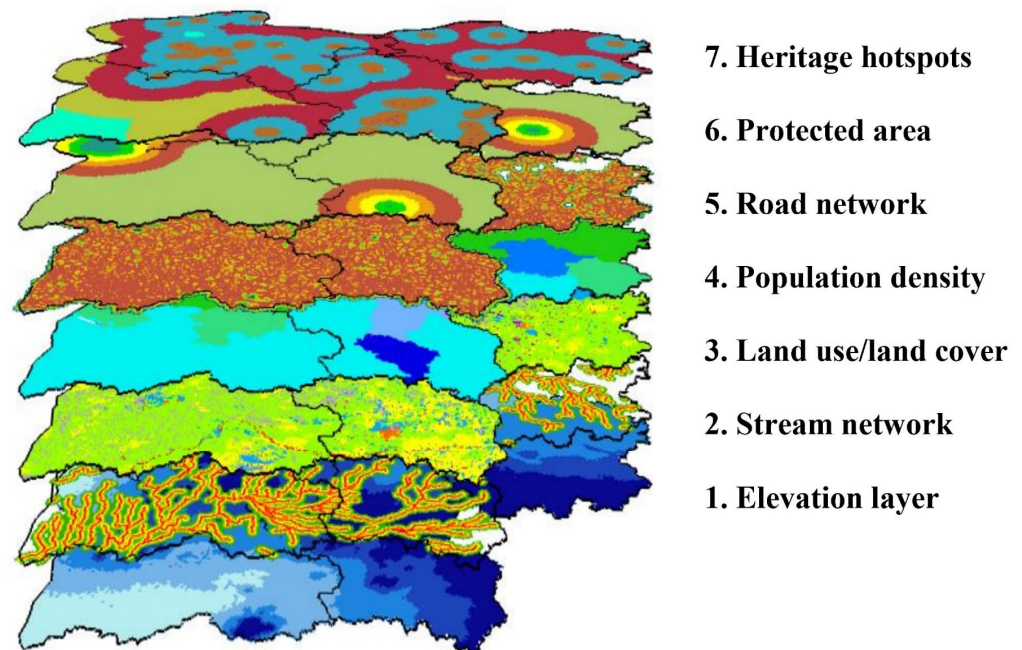 7. Heritage hotspots
6. Protected area
5. Road network
4. Population density
3. Land use/land cover
2. Stream network
1. Elevation layer